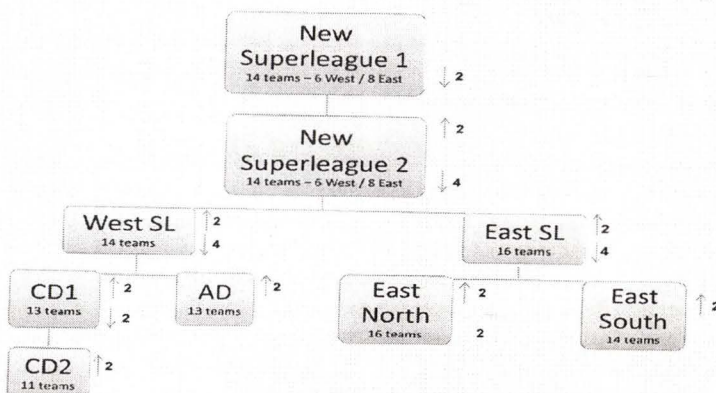 New
Superleague 1
14 teams – 6 West / 8 East
↓ 2
New
Superleague 2
14 teams – 6 West / 8 East
↑ 2
↓ 4
West SL
14 teams
↑ 2
↓ 4
East SL
16 teams
↑ 2
↓ 4
CD1
13 teams
↑ 2
↓ 2
AD
13 teams
↑ 2
East
North
16 teams
↑ 2
2
East
South
14 teams
↑ 2
CD2
11 teams
↑ 2